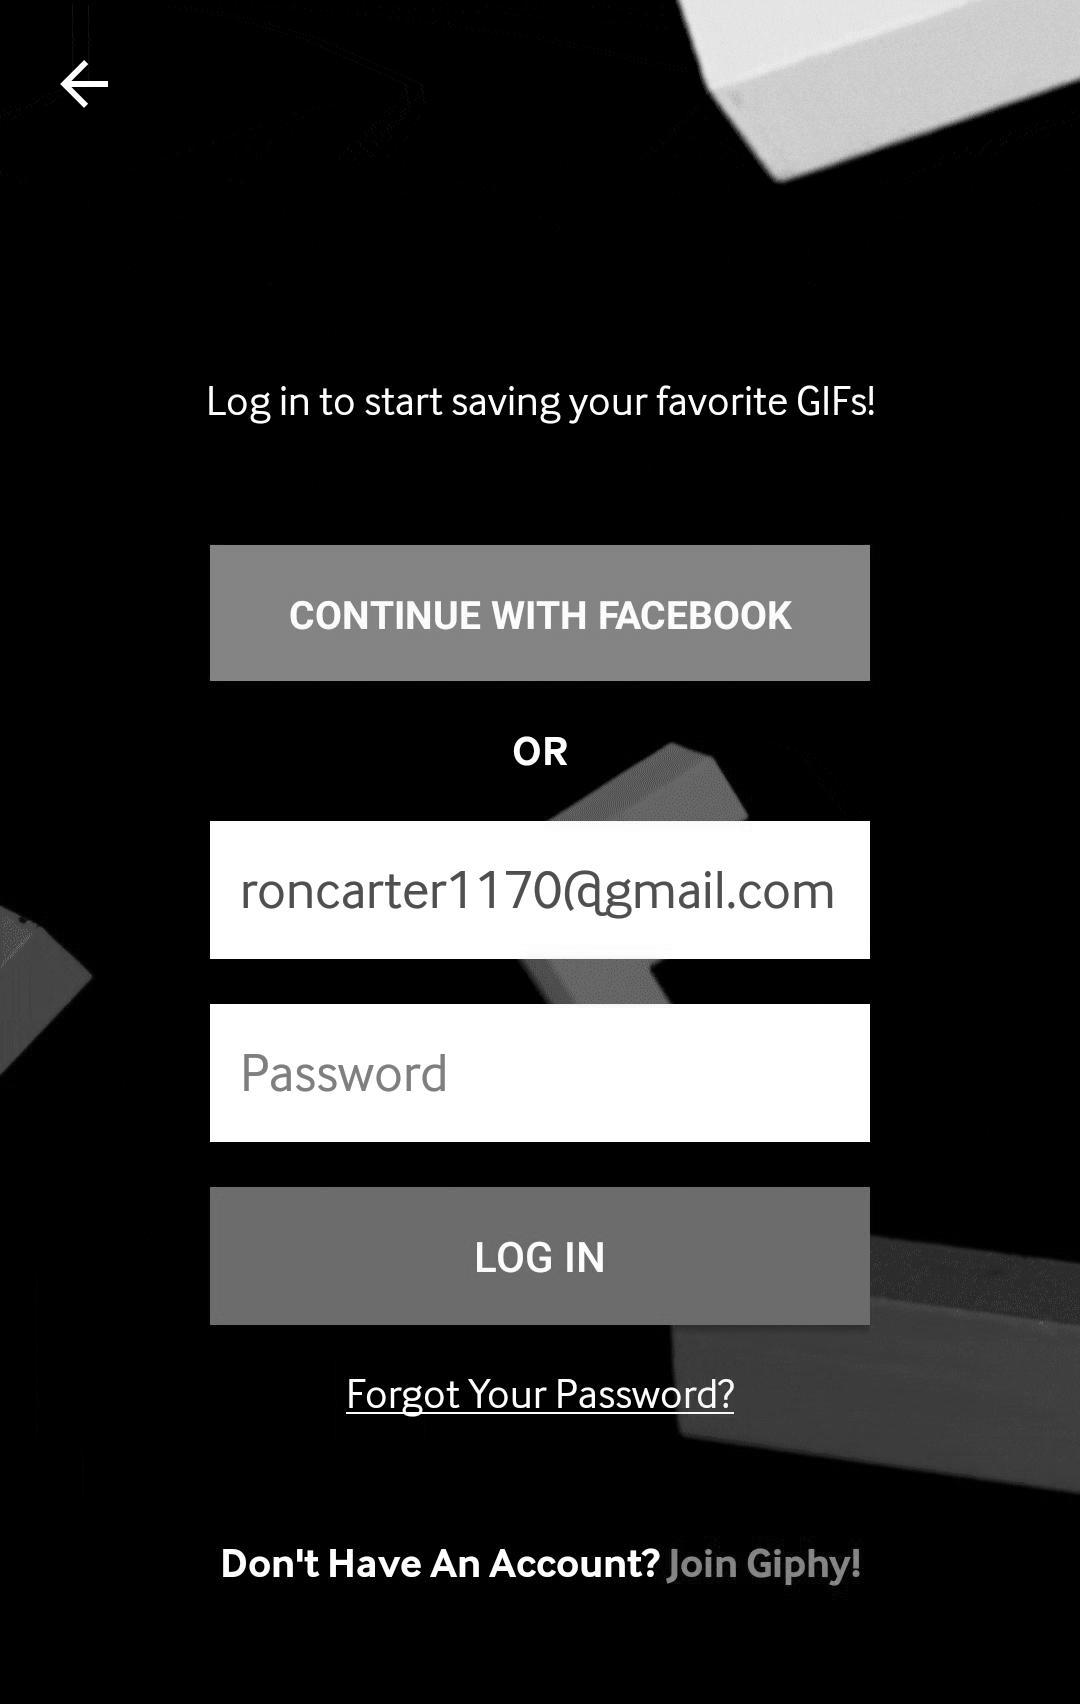 Log in to start saving your favorite GIFs!
CONTINUE WITH FACEBOOK
OR
roncarter1170@gmail.com
Password
LOG IN
Forgot Your Password?
Don't Have An Account? Join Giphy!